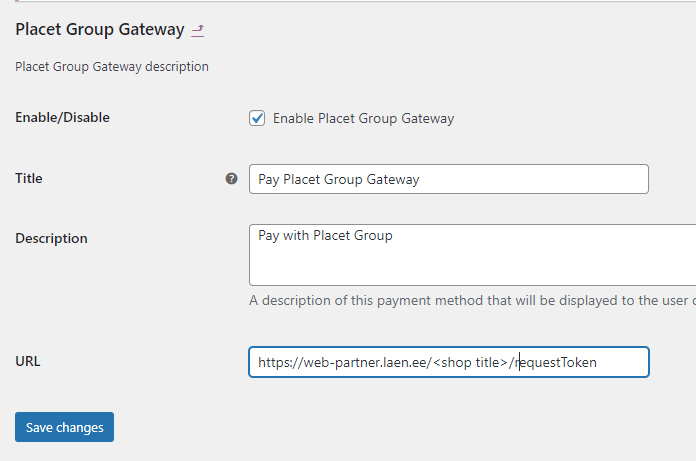 Placet Group Gateway
Placet Group Gateway description
Enable/Disable
Enable Placet Group Gateway
Title
Pay Placet Group Gateway
Description
Pay with Placet Group
A description of this payment method that will be displayed to the user
URL
https://web-partner.laen.ee/<shop title>/requestToken
Save changes